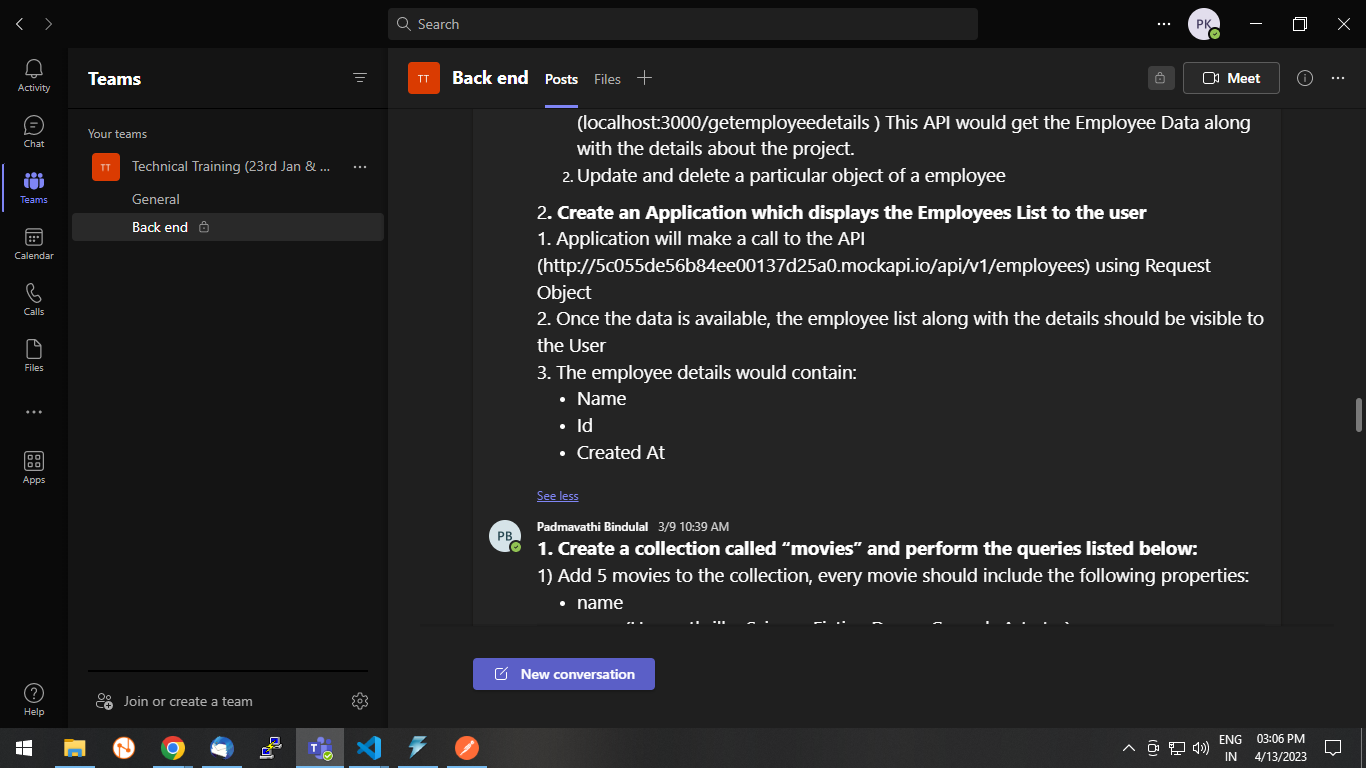 Search
PK
Activity
Chat
Teams
Calendar
Calls
Files
Apps
Help
Teams
Your teams
TT
Technical Training (23rd Jan & ...
General
Back end
Join or create a team
TT
Back end
Posts
Files
Meet
(localhost:3000/getemployeedetails ) This API would get the Employee Data along
with the details about the project.
2. Update and delete a particular object of a employee
2. Create an Application which displays the Employees List to the user
1. Application will make a call to the API
(http://5c055de56b84ee00137d25a0.mockapi.io/api/v1/employees) using Request
Object
2. Once the data is available, the employee list along with the details should be visible to
the User
3. The employee details would contain:
• Name
• Id
• Created At
See less
PB
Padmavathi Bindulal 3/9 10:39 AM
1. Create a collection called “movies” and perform the queries listed below:
1) Add 5 movies to the collection, every movie should include the following properties:
• name
New conversation
ENG
IN
03:06 PM
4/13/2023